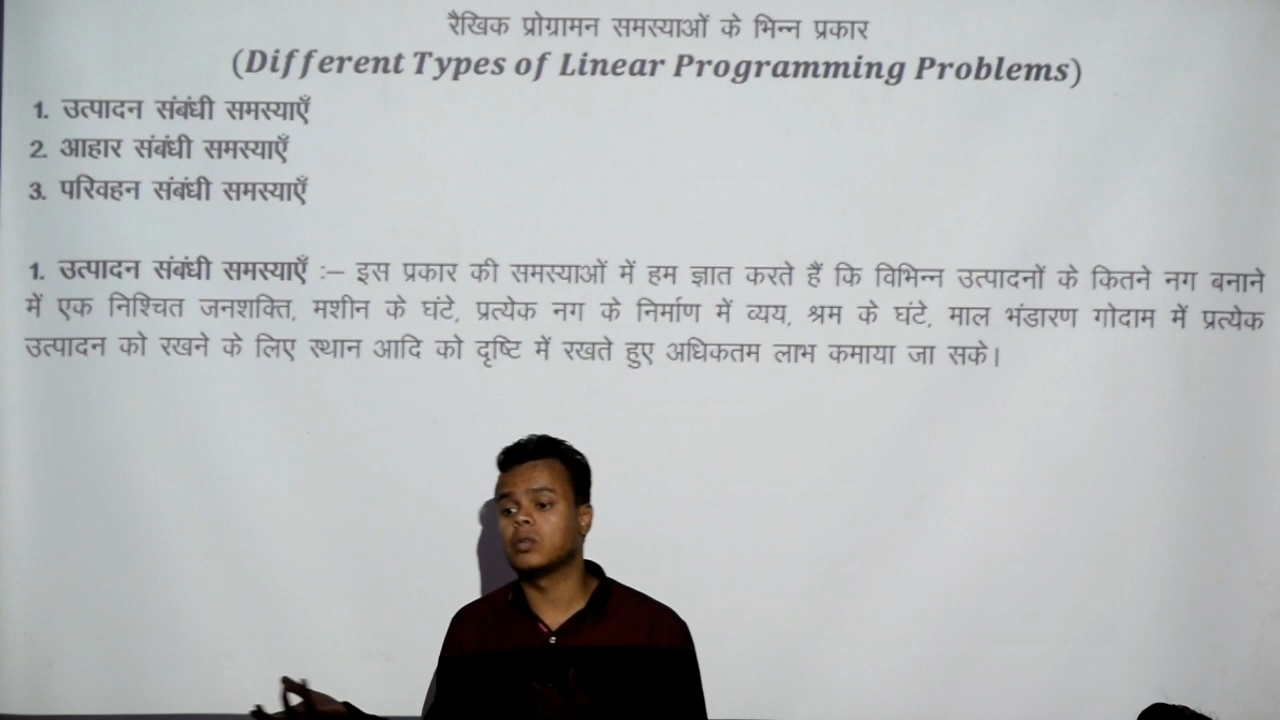 रैखिक प्रोग्रामन समस्याओं के भिन्न प्रकार
(Different Types of Linear Programming Problems)
1. उत्पादन संबंधी समस्याएँ
2. आहार संबंधी समस्याएँ
3. परिवहन संबंधी समस्याएँ
1. उत्पादन संबंधी समस्याएँ :– इस प्रकार की समस्याओं में हम ज्ञात करते हैं कि विभिन्न उत्पादनों के कितने नग बनाने
में एक निश्चित जनशक्ति, मशीन के घंटे, प्रत्येक नग के निर्माण में व्यय, श्रम के घंटे, माल भंडारण गोदाम में प्रत्येक
उत्पादन को रखने के लिए स्थान आदि को दृष्टि में रखते हुए अधिकतम लाभ कमाया जा सके।